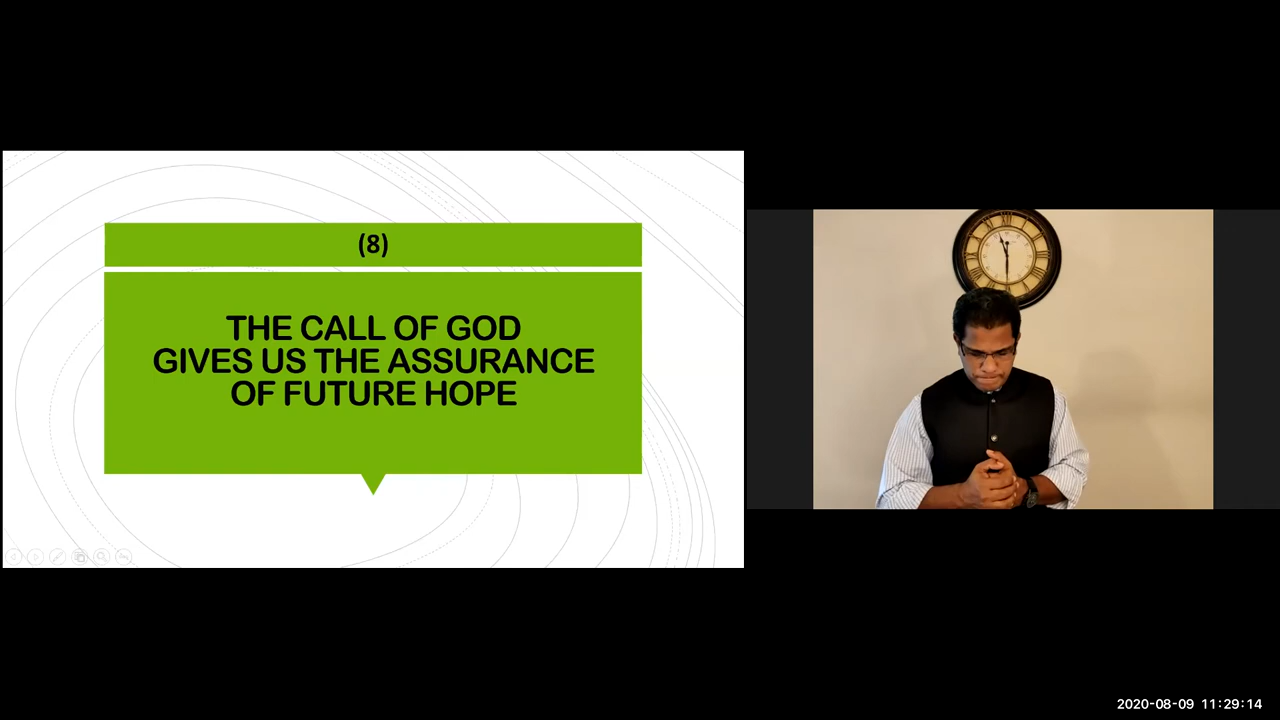 (8)
THE CALL OF GOD
GIVES US THE ASSURANCE
OF FUTURE HOPE
2020-08-09 11:29:14